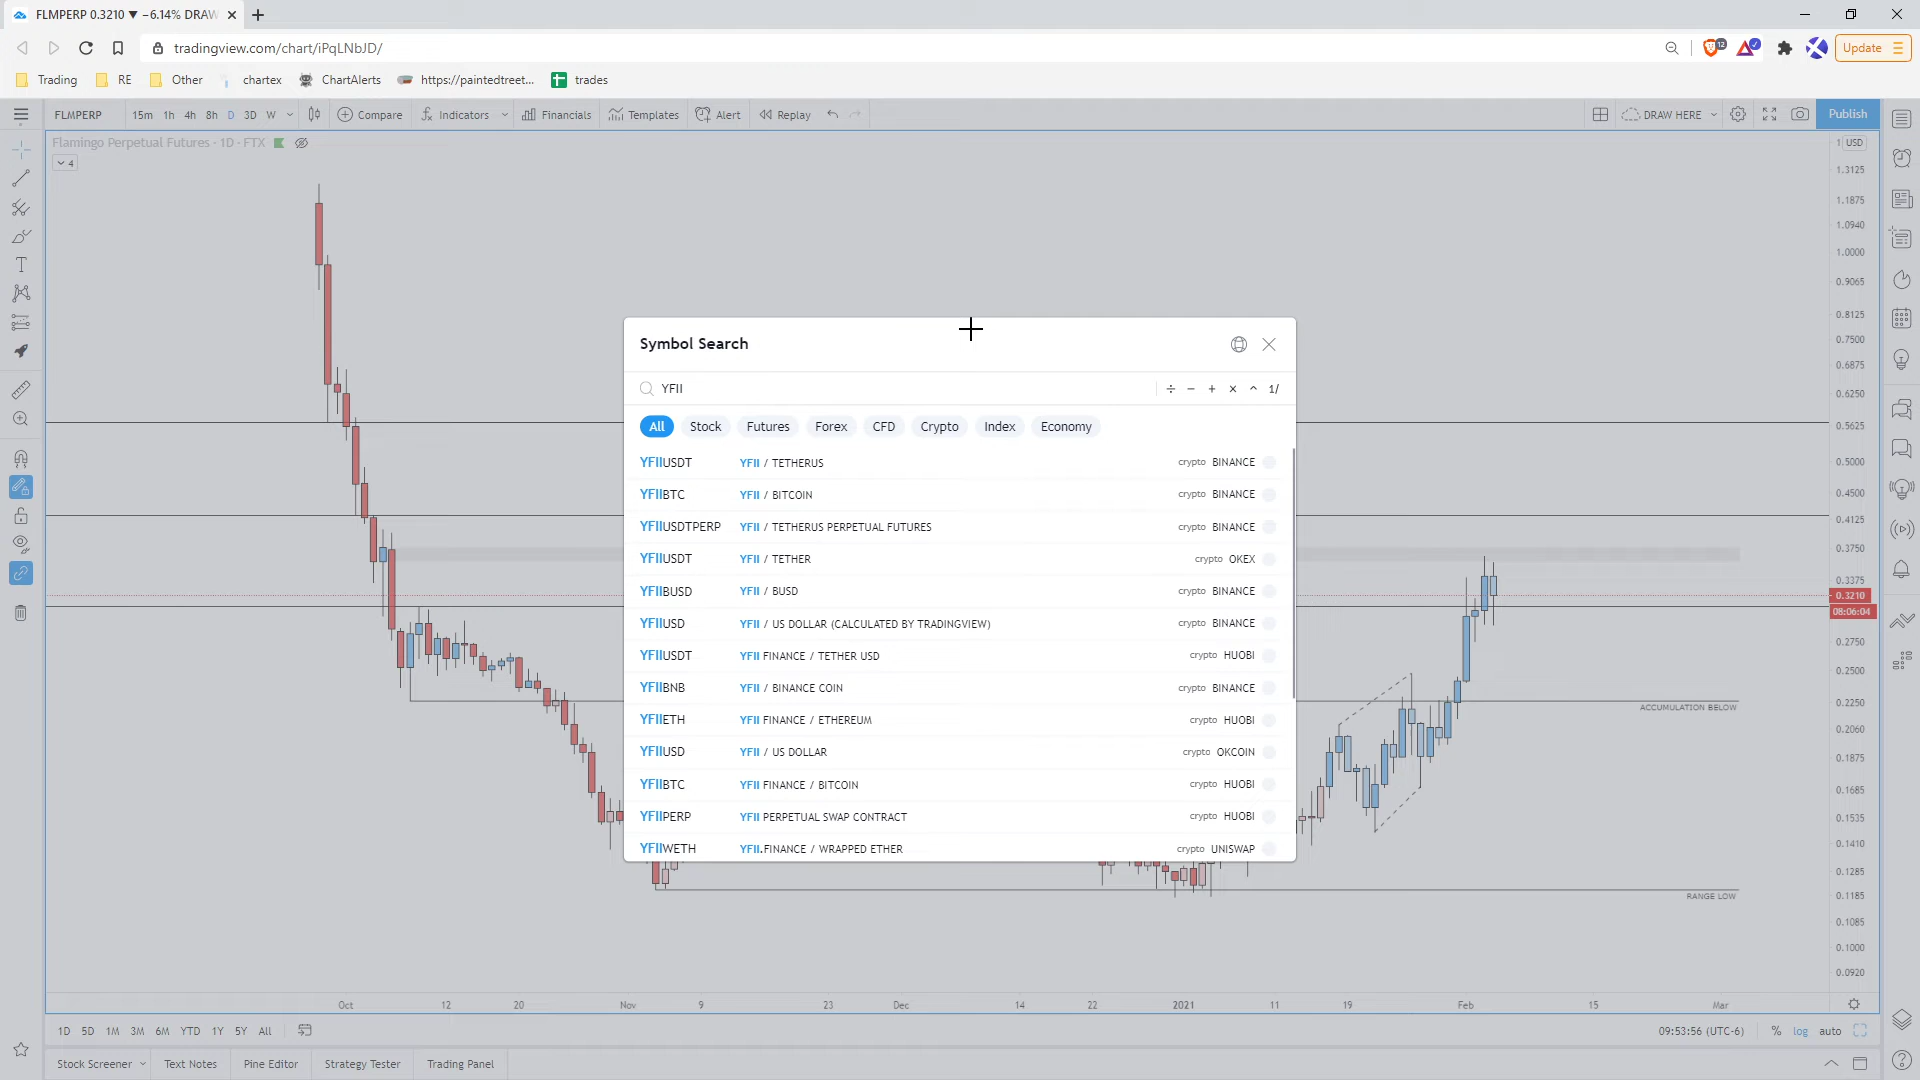 FLMPERP 0.3210 ▼ −6.14% DRAW
tradingview.com/chart/iPqLNbJD/
12
Update
Trading RE Other chartex ChartAlerts https://paintedtreet... trades
FLMPERP 15m 1h 4h 8h D 3D W Compare Indicators Financials Templates Alert Replay DRAW HERE Publish
Flamingo Perpetual Futures · 1D · FTX
4
1 USD
1.3125
1.1875
1.0940
1.0000
0.9065
0.8125
0.7500
0.6875
0.6250
0.5625
0.5000
0.4500
0.4125
0.3750
0.3375
0.3210
08:06:04
0.2750
0.2500
0.2250
0.2060
0.1875
0.1685
0.1535
0.1410
0.1285
0.1185
0.1085
0.1000
0.0920
Symbol Search
YFII ÷ − + × ^ 1/
All Stock Futures Forex CFD Crypto Index Economy
YFIIUSDT YFII / TETHERUS crypto BINANCE
YFIIBTC YFII / BITCOIN crypto BINANCE
YFIIUSDTPERP YFII / TETHERUS PERPETUAL FUTURES crypto BINANCE
YFIIUSDT YFII / TETHER crypto OKEX
YFIIBUSD YFII / BUSD crypto BINANCE
YFIIUSD YFII / US DOLLAR (CALCULATED BY TRADINGVIEW) crypto BINANCE
YFIIUSDT YFII FINANCE / TETHER USD crypto HUOBI
YFIIBNB YFII / BINANCE COIN crypto BINANCE
YFIIETH YFII FINANCE / ETHEREUM crypto HUOBI
YFIIUSD YFII / US DOLLAR crypto OKCOIN
YFIIBTC YFII FINANCE / BITCOIN crypto HUOBI
YFIIPERP YFII PERPETUAL SWAP CONTRACT crypto HUOBI
YFIIWETH YFII.FINANCE / WRAPPED ETHER crypto UNISWAP
ACCUMULATION BELOW
RANGE LOW
Oct 12 20 Nov 9 23 Dec 14 22 2021 11 19 Feb 15 Mar
1D 5D 1M 3M 6M YTD 1Y 5Y All 09:53:56 (UTC-6) % log auto
Stock Screener Text Notes Pine Editor Strategy Tester Trading Panel